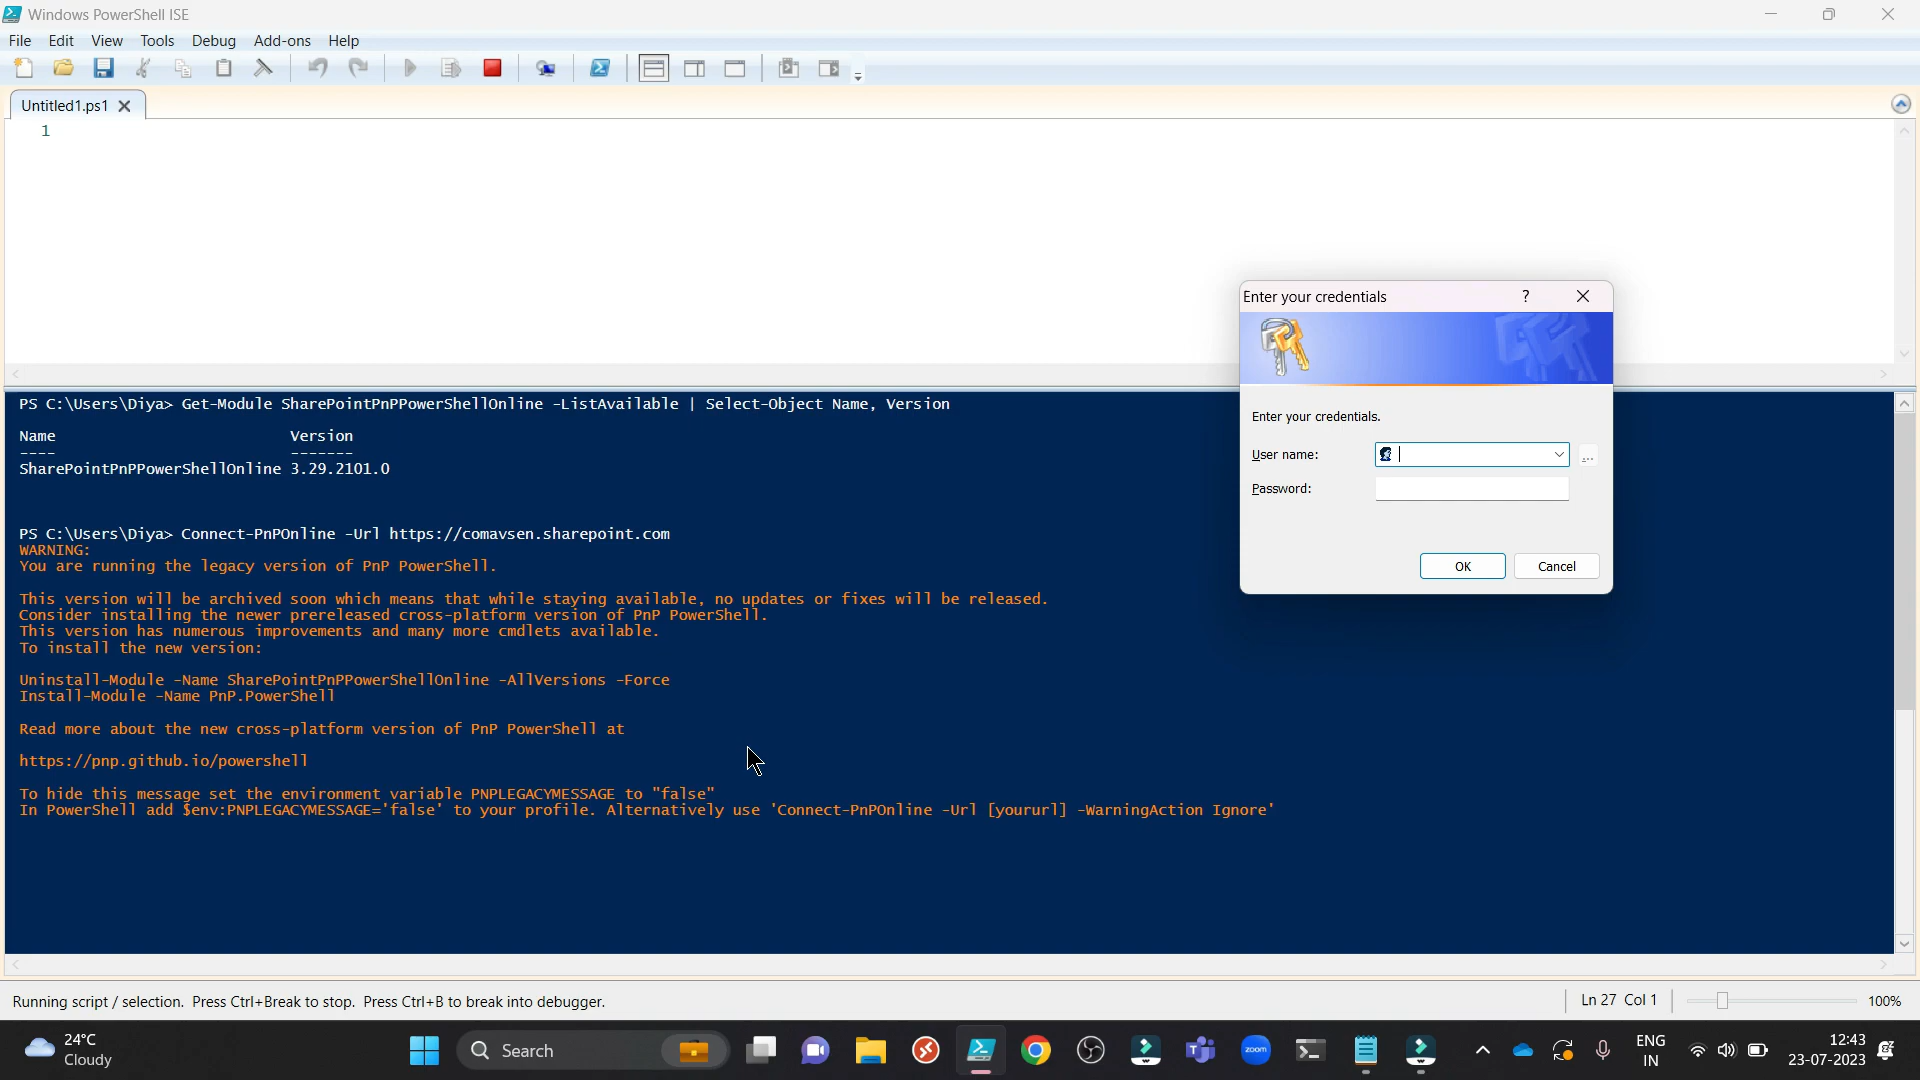 Windows PowerShell ISE
File Edit View Tools Debug Add-ons Help
Untitled1.ps1
1
PS C:\Users\Diya> Get-Module SharePointPnPPowerShellOnline -ListAvailable | Select-Object Name, Version
Name Version
---- -------
SharePointPnPPowerShellOnline 3.29.2101.0
PS C:\Users\Diya> Connect-PnPOnline -Url https://comavsen.sharepoint.com
WARNING:
You are running the legacy version of PnP PowerShell.
This version will be archived soon which means that while staying available, no updates or fixes will be released.
Consider installing the newer prereleased cross-platform version of PnP PowerShell.
This version has numerous improvements and many more cmdlets available.
To install the new version:
Uninstall-Module -Name SharePointPnPPowerShellOnline -AllVersions -Force
Install-Module -Name PnP.PowerShell
Read more about the new cross-platform version of PnP PowerShell at
https://pnp.github.io/powershell
To hide this message set the environment variable PNPLEGACYMESSAGE to "false"
In PowerShell add $env:PNPLEGACYMESSAGE='false' to your profile. Alternatively use 'Connect-PnPOnline -Url [yoururl] -WarningAction Ignore'
Enter your credentials
?
Enter your credentials.
User name:
...
Password:
OK Cancel
Running script / selection. Press Ctrl+Break to stop. Press Ctrl+B to break into debugger.
Ln 27 Col 1
100%
24°C
Cloudy
Search
zoom
ENG
IN
12:43
23-07-2023